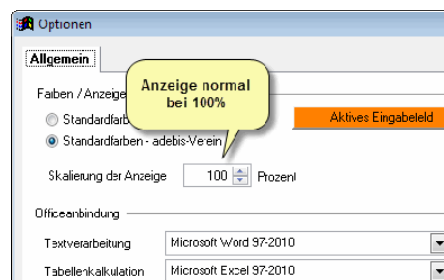 Optionen
Allgemein
Farben / Anzeige
Anzeige normal
bei 100%
Aktives Eingabefeld
Standardfarben - adebis-Verein
Skalierung der Anzeige 100 Prozent
Officeanbindung
Textverarbeitung Microsoft Word 97-2010
Tabellenkalkulation Microsoft Excel 97-2010